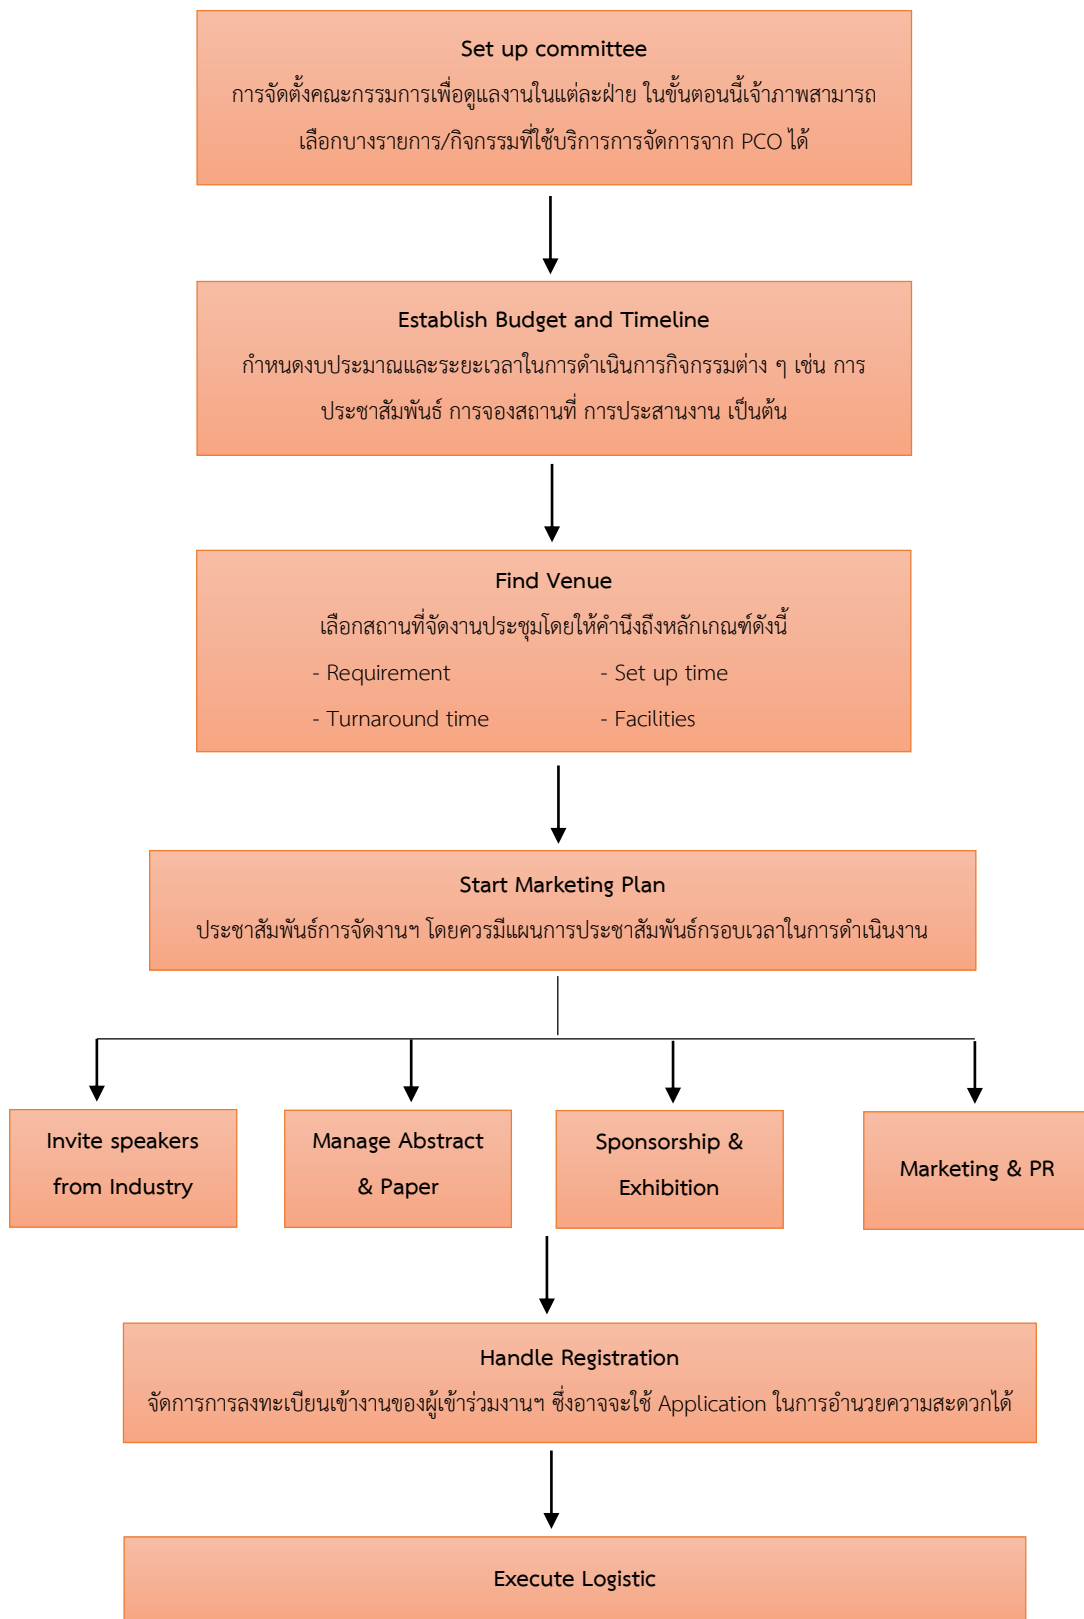 Set up committee
การจัดตั้งคณะกรรมการเพื่อดูแลงานในแต่ละฝ่าย ในขั้นตอนนี้เจ้าภาพสามารถ
เลือกบางรายการ/กิจกรรมที่ใช้บริการการจัดการจาก PCO ได้
Establish Budget and Timeline
กำหนดงบประมาณและระยะเวลาในการดำเนินการกิจกรรมต่าง ๆ เช่น การ
ประชาสัมพันธ์ การจองสถานที่ การประสานงาน เป็นต้น
Find Venue
เลือกสถานที่จัดงานประชุมโดยให้คำนึงถึงหลักเกณฑ์ดังนี้
- Requirement - Set up time
- Turnaround time - Facilities
Start Marketing Plan
ประชาสัมพันธ์การจัดงานฯ โดยควรมีแผนการประชาสัมพันธ์กรอบเวลาในการดำเนินงาน
Invite speakers
from Industry
Manage Abstract
& Paper
Sponsorship &
Exhibition
Marketing & PR
Handle Registration
จัดการการลงทะเบียนเข้างานของผู้เข้าร่วมงานฯ ซึ่งอาจจะใช้ Application ในการอำนวยความสะดวกได้
Execute Logistic